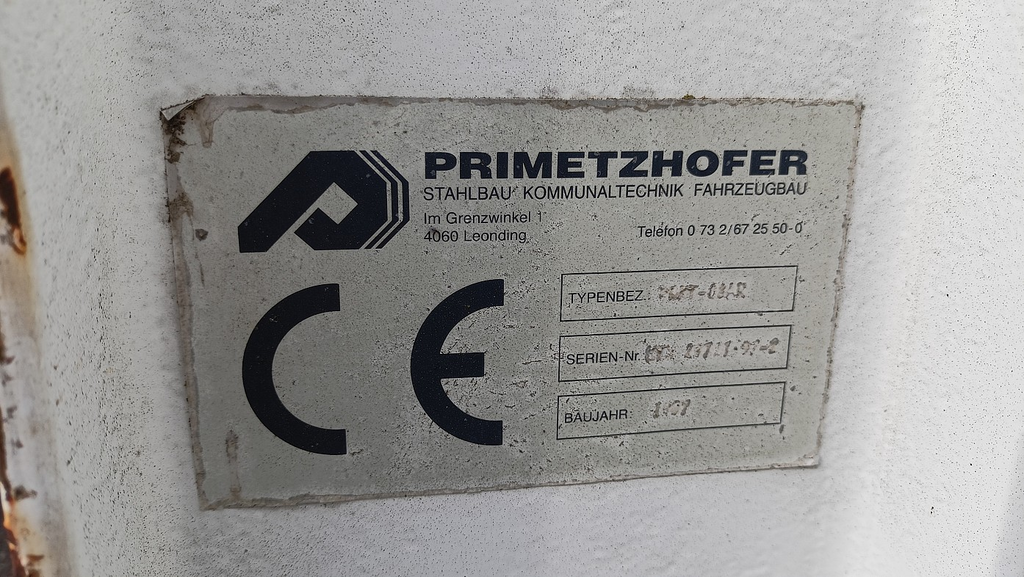 PRIMETZHOFER
STAHLBAU KOMMUNALTECHNIK FAHRZEUGBAU
Im Grenzwinkel 1
4060 Leonding
Telefon 0 73 2/67 25 50-0
CE
TYPENBEZ.:
SERIEN-Nr.
BAUJAHR: